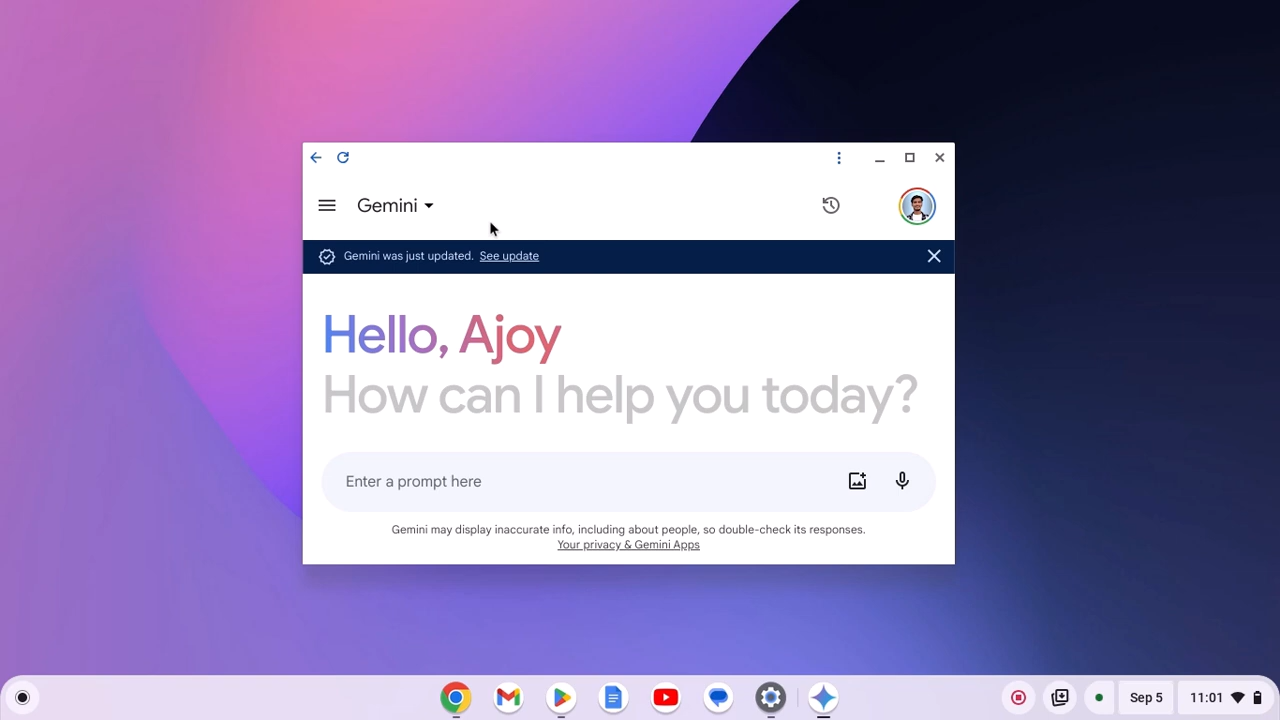 Gemini
Gemini was just updated. See update
Hello, Ajoy
How can I help you today?
Enter a prompt here
Gemini may display inaccurate info, including about people, so double-check its responses.
Your privacy & Gemini Apps
Sep 5 11:01